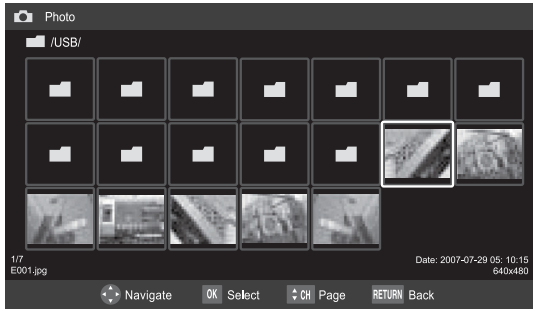 Photo
/USB/
1/7
E001.jpg
Date: 2007-07-29 05: 10:15
640x480
Navigate OK Select CH Page RETURN Back